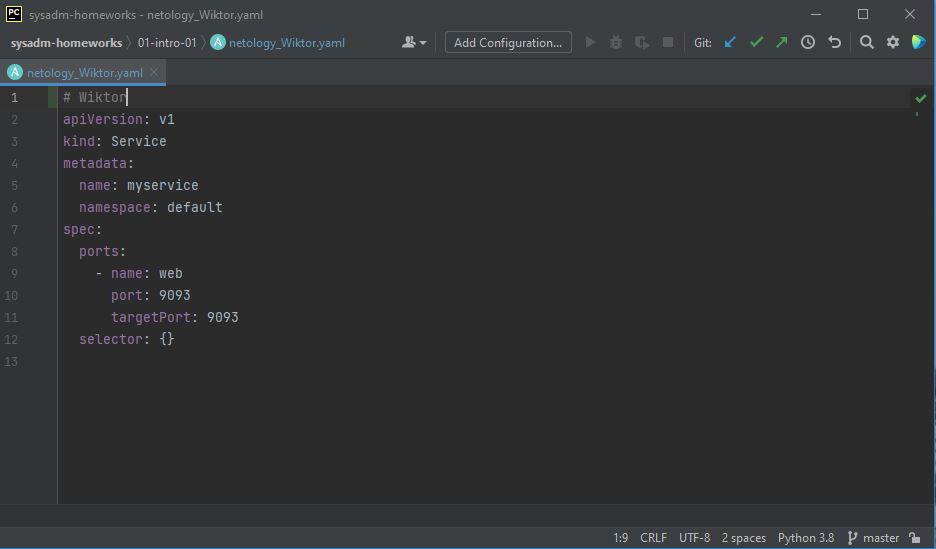 PC sysadm-homeworks - netology_Wiktor.yaml
sysadm-homeworks 01-intro-01 A netology_Wiktor.yaml Add Configuration... Git:
A netology_Wiktor.yaml
1 # Wiktor
2 apiVersion: v1
3 kind: Service
4 metadata:
5   name: myservice
6   namespace: default
7 spec:
8   ports:
9     - name: web
10       port: 9093
11       targetPort: 9093
12   selector: {}
13
1:9 CRLF UTF-8 2 spaces Python 3.8 master